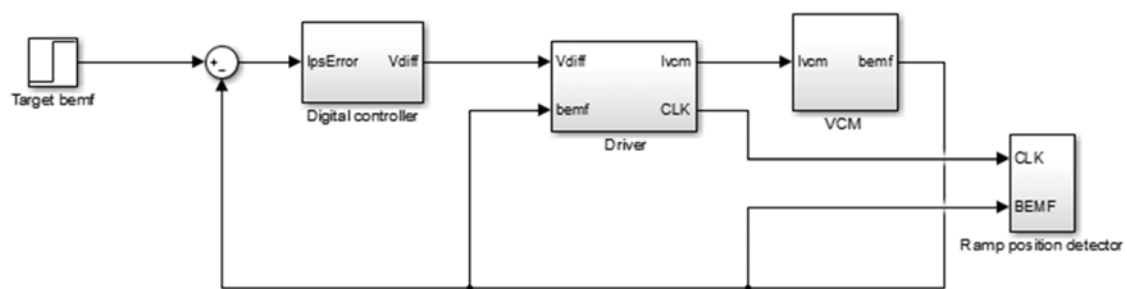 Target bemf
+
-
IpsError
Vdiff
Digital controller
Vdiff
bemf
Ivcm
CLK
Driver
Ivcm
bemf
VCM
CLK
BEMF
Ramp position detector